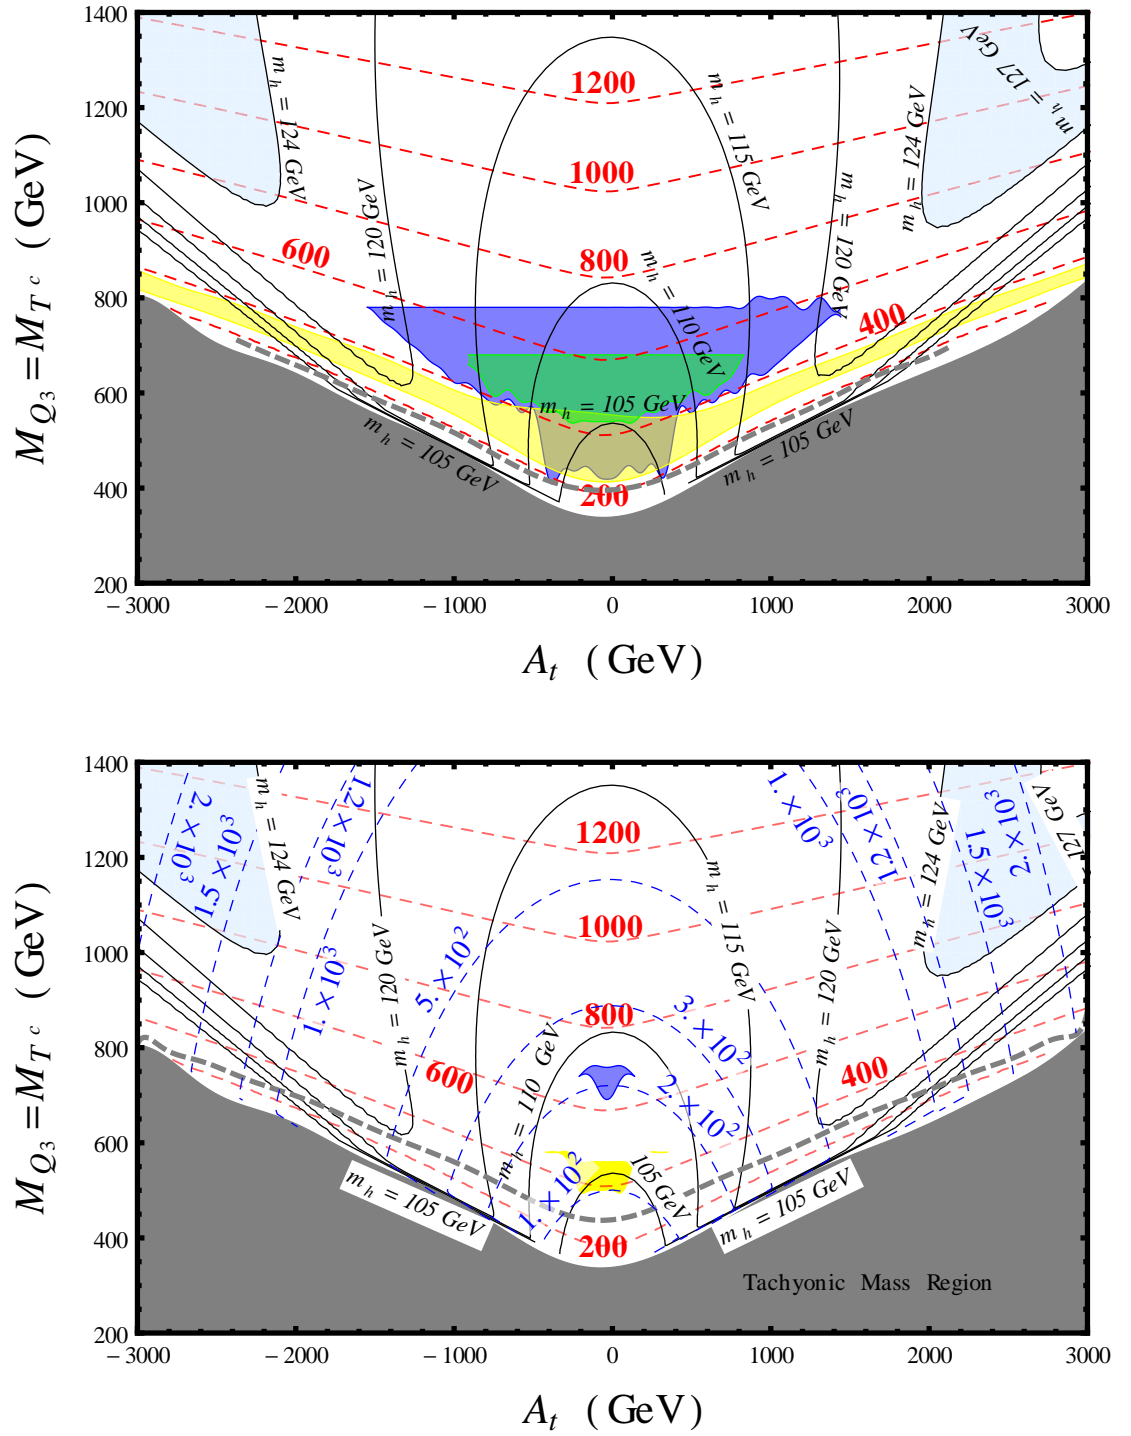 1400
1200
1000
800
600
400
200
M_{Q_3} = M_{T^c} ( GeV )
m_h = 124 GeV
m_h = 120 GeV
m_h = 115 GeV
m_h = 110 GeV
m_h = 120 GeV
m_h = 124 GeV
m_h = 127 GeV
1200
1000
800
600
400
200
m_h = 105 GeV
m_h = 105 GeV
m_h = 105 GeV
−3000 −2000 −1000 0 1000 2000 3000
A_t ( GeV)
1400
1200
1000
800
600
400
200
M_{Q_3} = M_{T^c} ( GeV )
2. × 10^3
1.5 × 10^3
m_h = 124 GeV
1.2 × 10^3
1. × 10^3
m_h = 120 GeV
5. × 10^2
m_h = 110 GeV
m_h = 115 GeV
3. × 10^2
2. × 10^2
1. × 10^2
105 GeV
1. × 10^3
1.2 × 10^3
m_h = 120 GeV
m_h = 124 GeV
1.5 × 10^3
2. × 10^3
127 GeV
1200
1000
800
600
400
200
m_h = 105 GeV
m_h = 105 GeV
Tachyonic Mass Region
−3000 −2000 −1000 0 1000 2000 3000
A_t ( GeV)